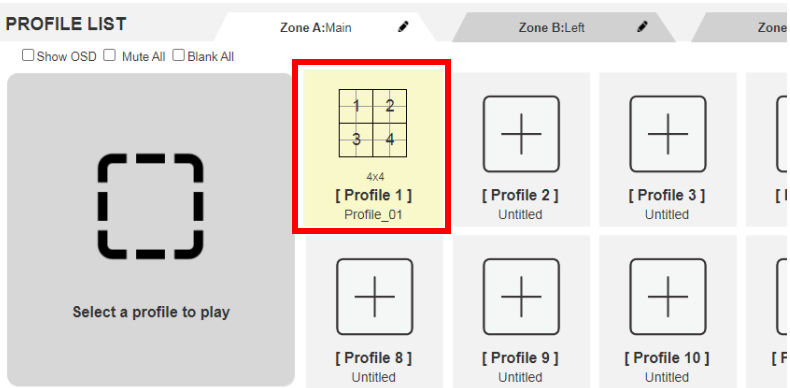 PROFILE LIST
Zone A:Main
Zone B:Left
Zone
Show OSD Mute All Blank All
1 2
3 4
4x4
[ Profile 1 ]
Profile_01
[ Profile 2 ]
Untitled
[ Profile 3 ]
Untitled
[
Select a profile to play
[ Profile 8 ]
Untitled
[ Profile 9 ]
Untitled
[ Profile 10 ]
Untitled
[